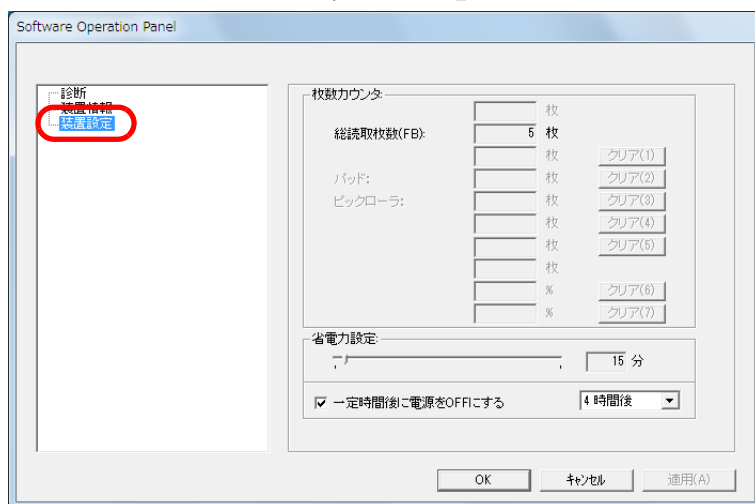 Software Operation Panel
診断
装置情報
装置設定
枚数カウンタ:
枚
総読取枚数(FB): 5 枚
枚 クリア(1)
パッド: 枚 クリア(2)
ピックローラ: 枚 クリア(3)
枚 クリア(4)
枚 クリア(5)
枚
% クリア(6)
% クリア(7)
省電力設定:
15 分
一定時間後に電源をOFFにする 4 時間後
OK キャンセル 適用(A)